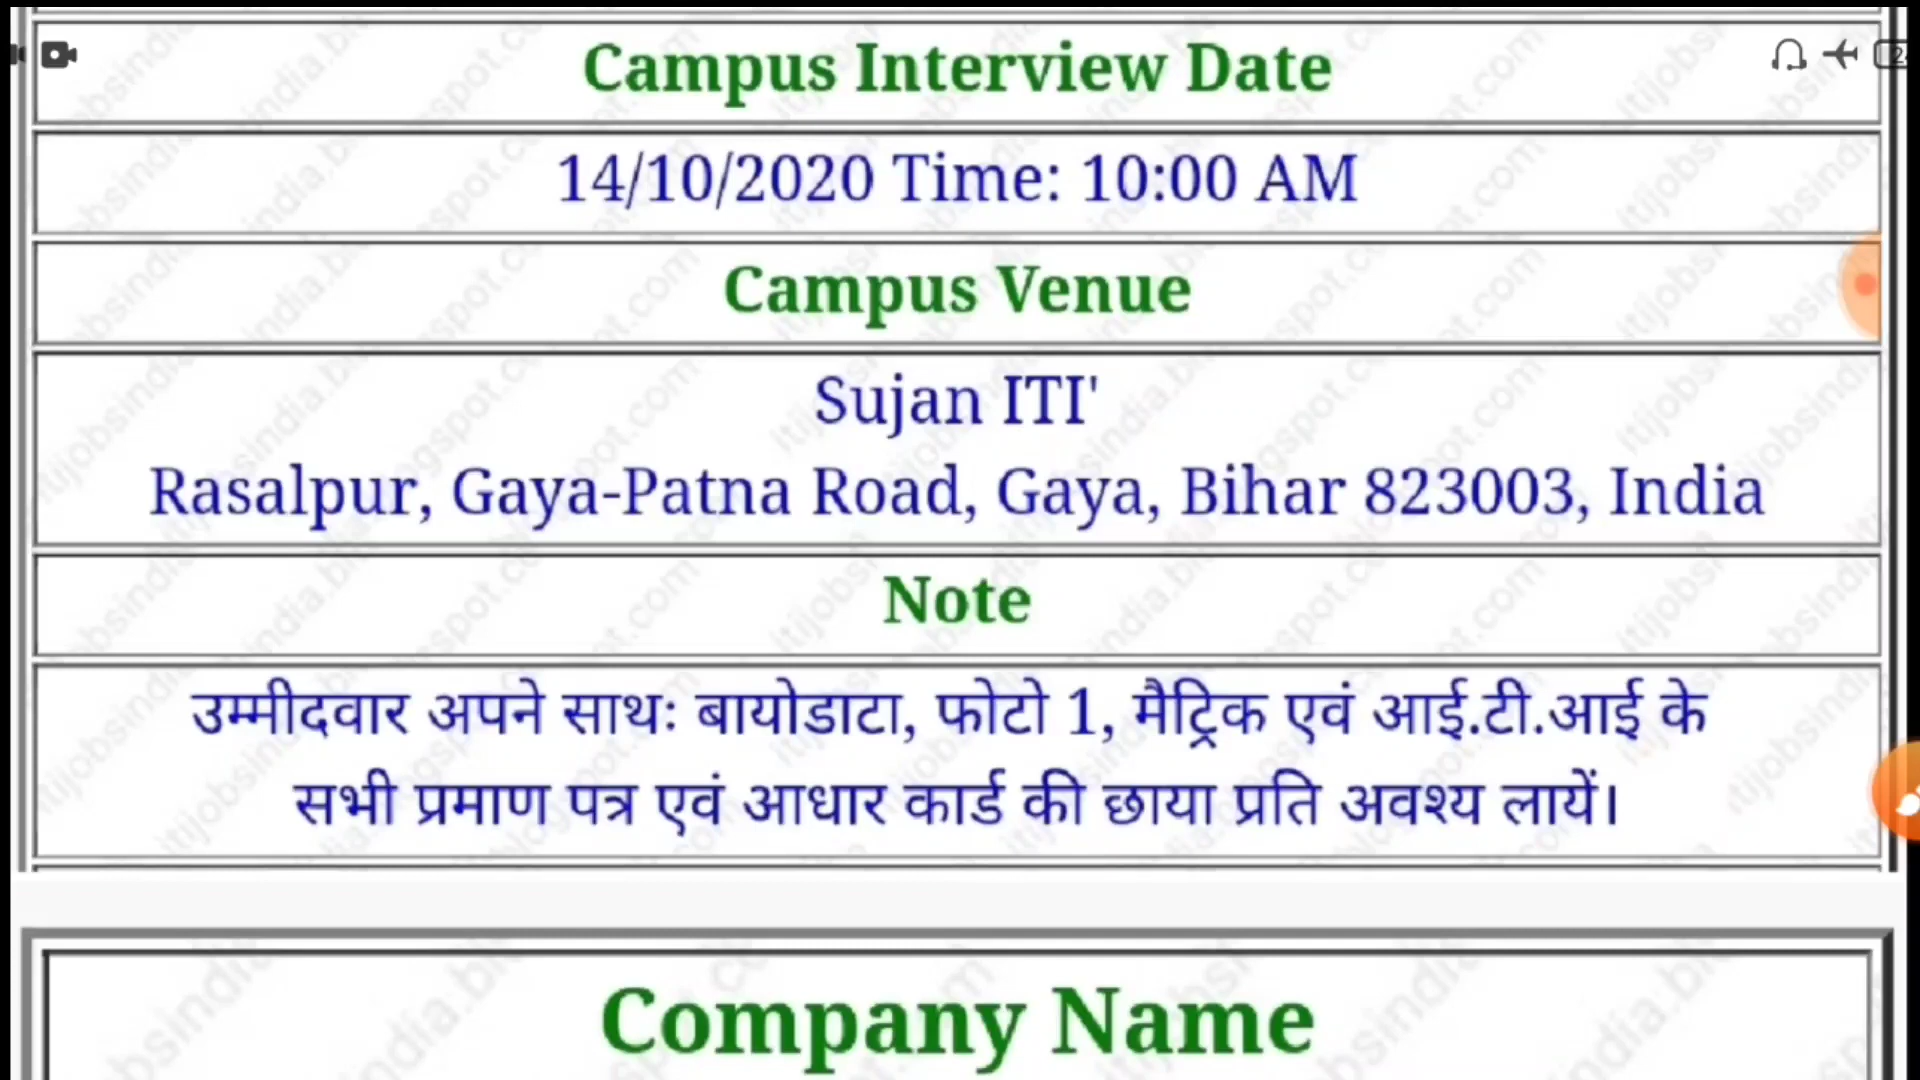 Campus Interview Date
14/10/2020 Time: 10:00 AM
Campus Venue
Sujan ITI'
Rasalpur, Gaya-Patna Road, Gaya, Bihar 823003, India
Note
उम्मीदवार अपने साथः बायोडाटा, फोटो 1, मैट्रिक एवं आई.टी.आई के
सभी प्रमाण पत्र एवं आधार कार्ड की छाया प्रति अवश्य लायें।
Company Name